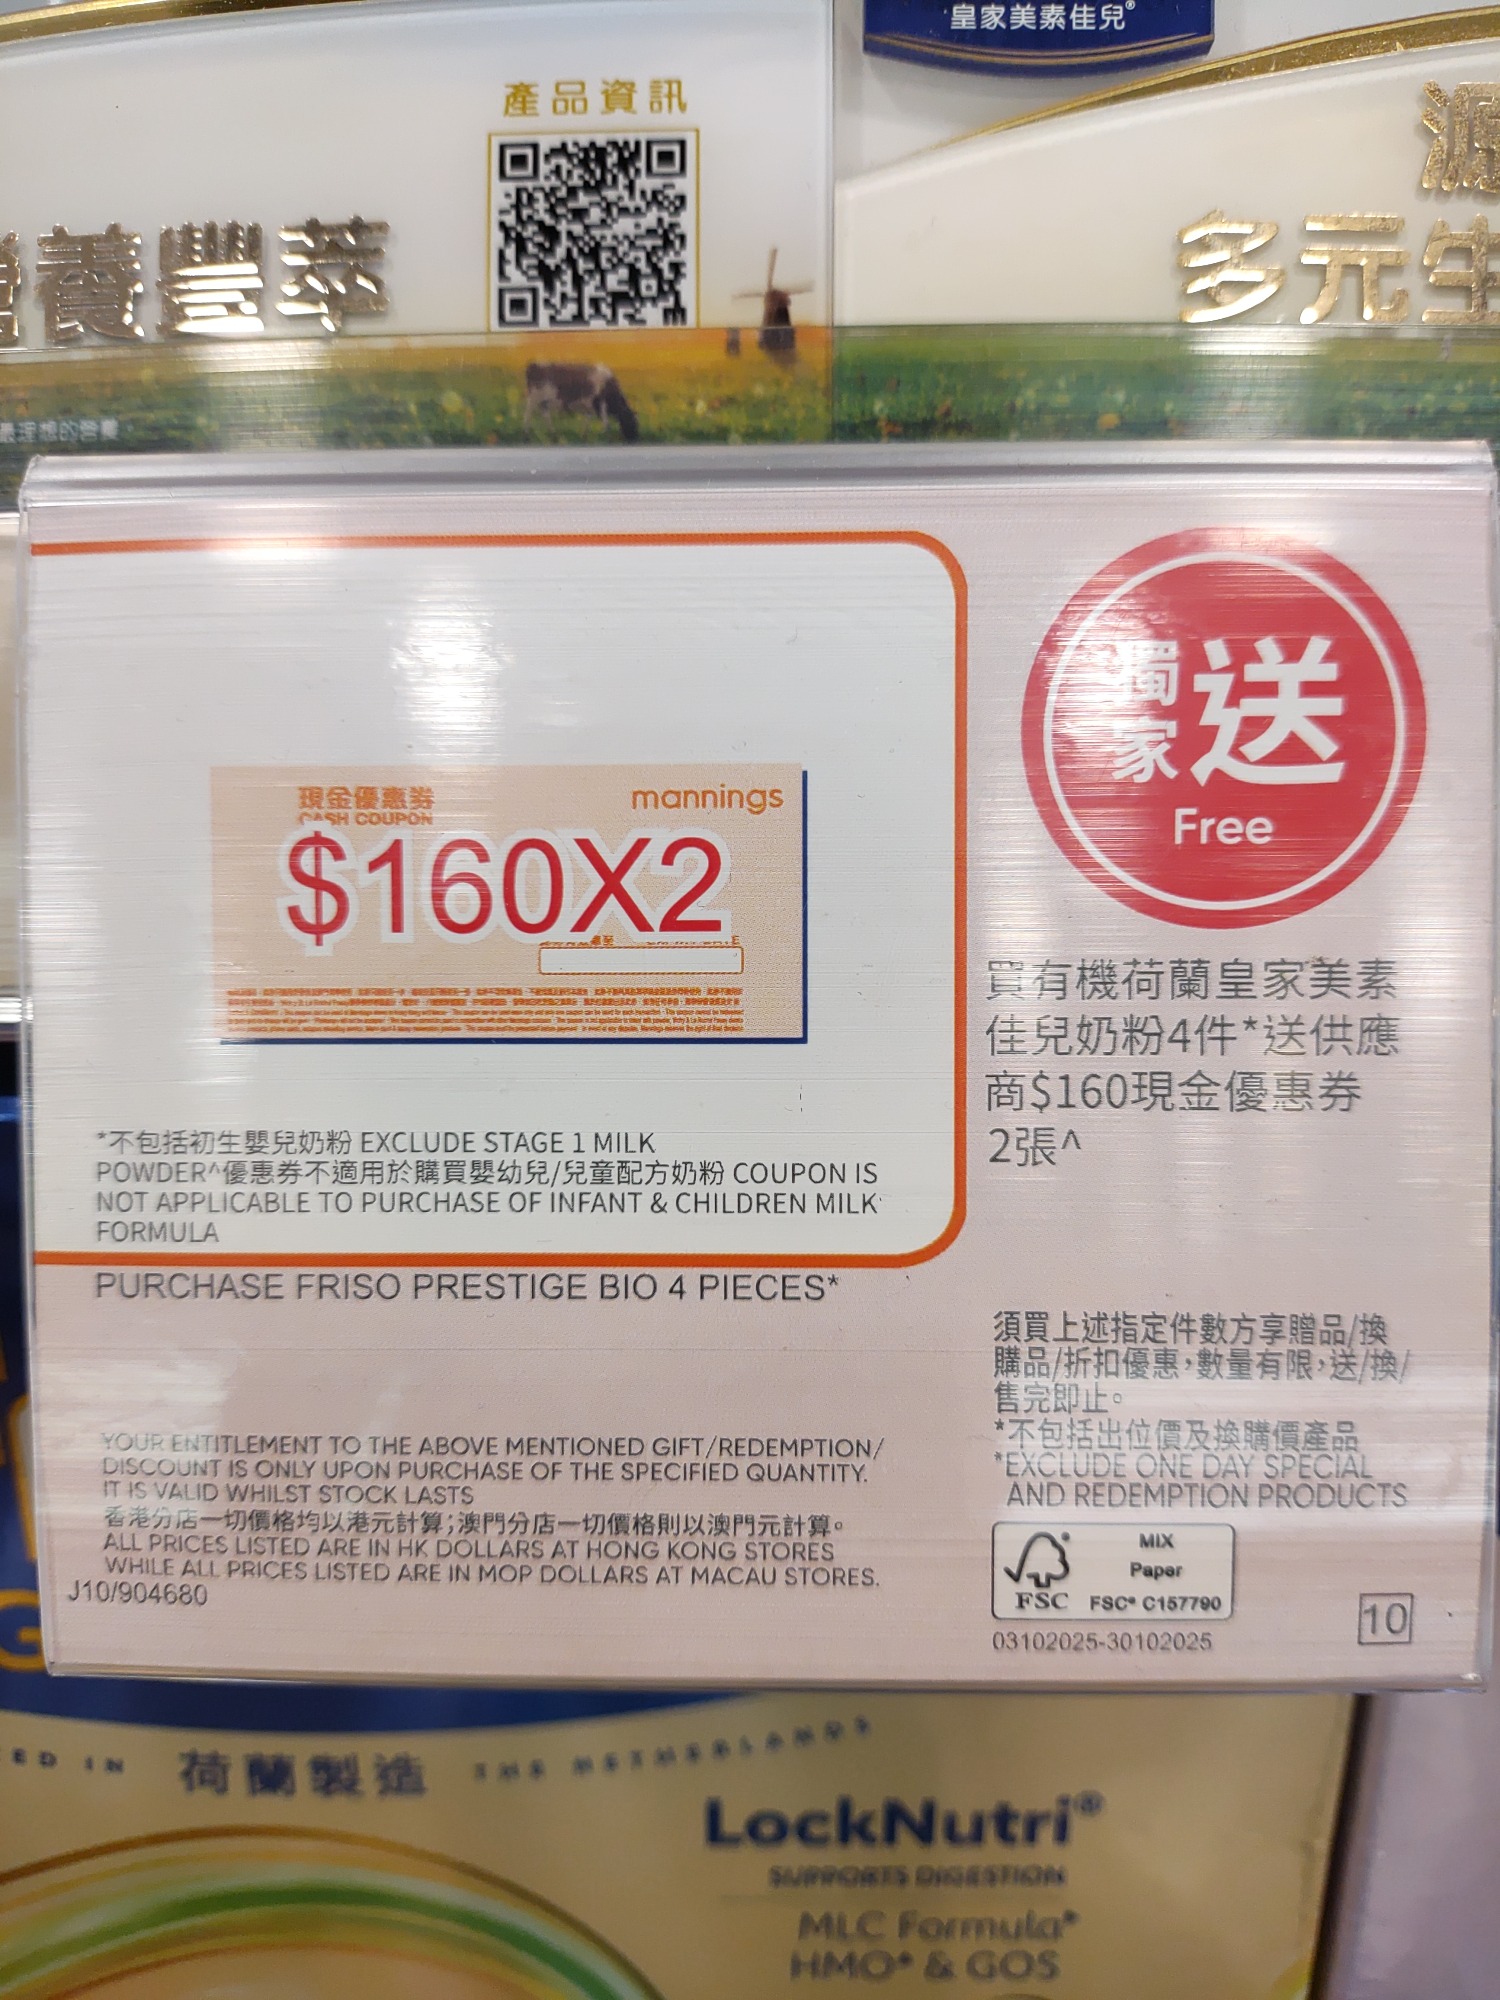 皇家美素佳兒®
產品資訊
養豐萃
源
多元生
最理想的營養
現金優惠券
CASH COUPON
mannings
$160X2
獨家
送
Free
買有機荷蘭皇家美素
佳兒奶粉4件*送供應
商$160現金優惠券
2張^
*不包括初生嬰兒奶粉 EXCLUDE STAGE 1 MILK
POWDER^優惠券不適用於購買嬰幼兒/兒童配方奶粉 COUPON IS
NOT APPLICABLE TO PURCHASE OF INFANT & CHILDREN MILK
FORMULA
PURCHASE FRISO PRESTIGE BIO 4 PIECES*
須買上述指定件數方享贈品/換
購品/折扣優惠,數量有限,送/換/
售完即止。
*不包括出位價及換購價產品
*EXCLUDE ONE DAY SPECIAL
AND REDEMPTION PRODUCTS
YOUR ENTITLEMENT TO THE ABOVE MENTIONED GIFT/REDEMPTION/
DISCOUNT IS ONLY UPON PURCHASE OF THE SPECIFIED QUANTITY.
IT IS VALID WHILST STOCK LASTS
香港分店一切價格均以港元計算;澳門分店一切價格則以澳門元計算。
ALL PRICES LISTED ARE IN HK DOLLARS AT HONG KONG STORES
WHILE ALL PRICES LISTED ARE IN MOP DOLLARS AT MACAU STORES.
J10/904680
MIX
Paper
FSC
FSC® C157790
03102025-30102025
10
ED IN 荷蘭製造 THE NETHERLANDS
LockNutri®
SUPPORTS DIGESTION
MLC Formula*
HMO* & GOS